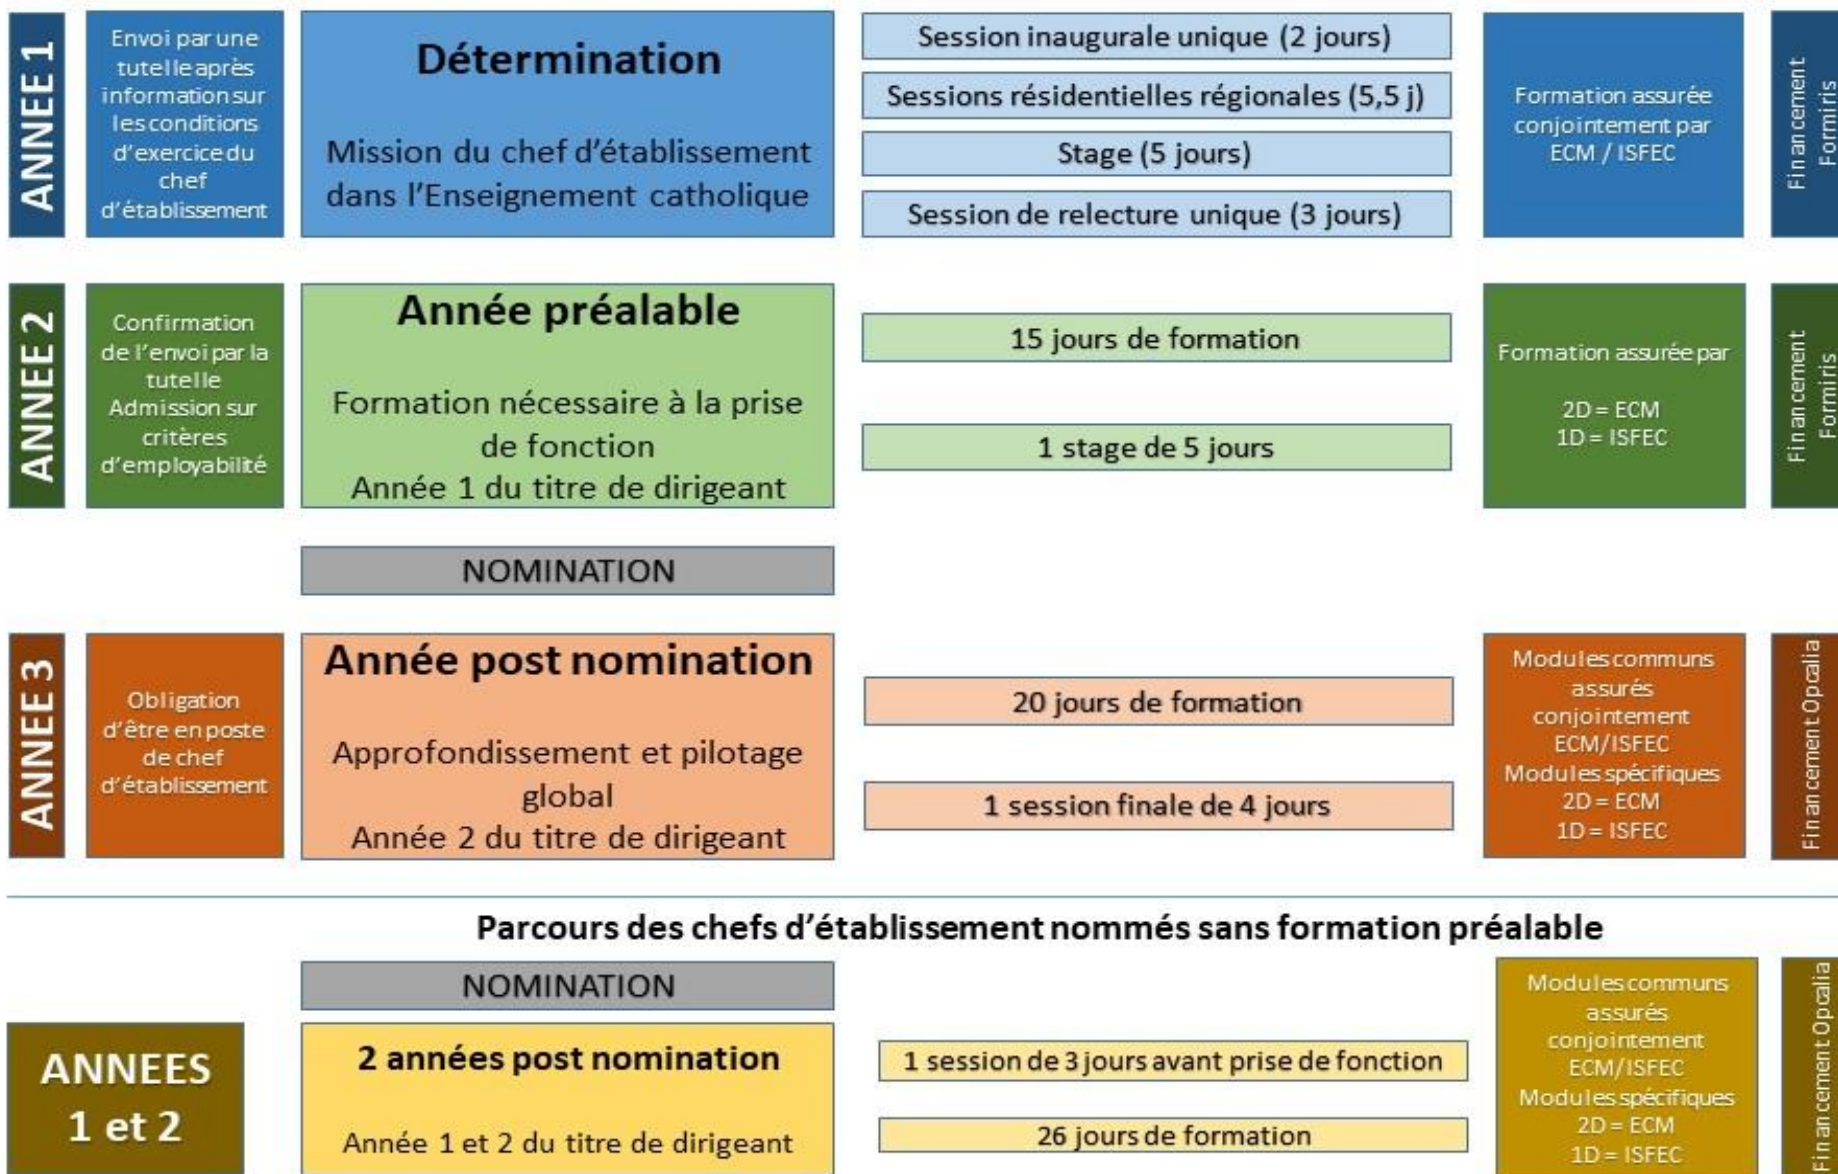 ANNEE 1
Envoi par une
tutelle après
information sur
les conditions
d'exercice du
chef
d'établissement
Détermination
Mission du chef d'établissement
dans l'Enseignement catholique
Session inaugurale unique (2 jours)
Sessions résidentielles régionales (5,5 j)
Stage (5 jours)
Session de relecture unique (3 jours)
Formation assurée
conjointement par
ECM / ISFEC
Financement
Formiris
ANNEE 2
Confirmation
de l'envoi par la
tutelle
Admission sur
critères
d'employabilité
Année préalable
Formation nécessaire à la prise
de fonction
Année 1 du titre de dirigeant
15 jours de formation
1 stage de 5 jours
Formation assurée par
2D = ECM
1D = ISFEC
Financement
Formiris
NOMINATION
ANNEE 3
Obligation
d'être en poste
de chef
d'établissement
Année post nomination
Approfondissement et pilotage
global
Année 2 du titre de dirigeant
20 jours de formation
1 session finale de 4 jours
Modules communs
assurés
conjointement
ECM/ISFEC
Modules spécifiques
2D = ECM
1D = ISFEC
Financement Opcalia
Parcours des chefs d'établissement nommés sans formation préalable
NOMINATION
ANNEES
1 et 2
2 années post nomination
Année 1 et 2 du titre de dirigeant
1 session de 3 jours avant prise de fonction
26 jours de formation
Modules communs
assurés
conjointement
ECM/ISFEC
Modules spécifiques
2D = ECM
1D = ISFEC
Financement Opcalia